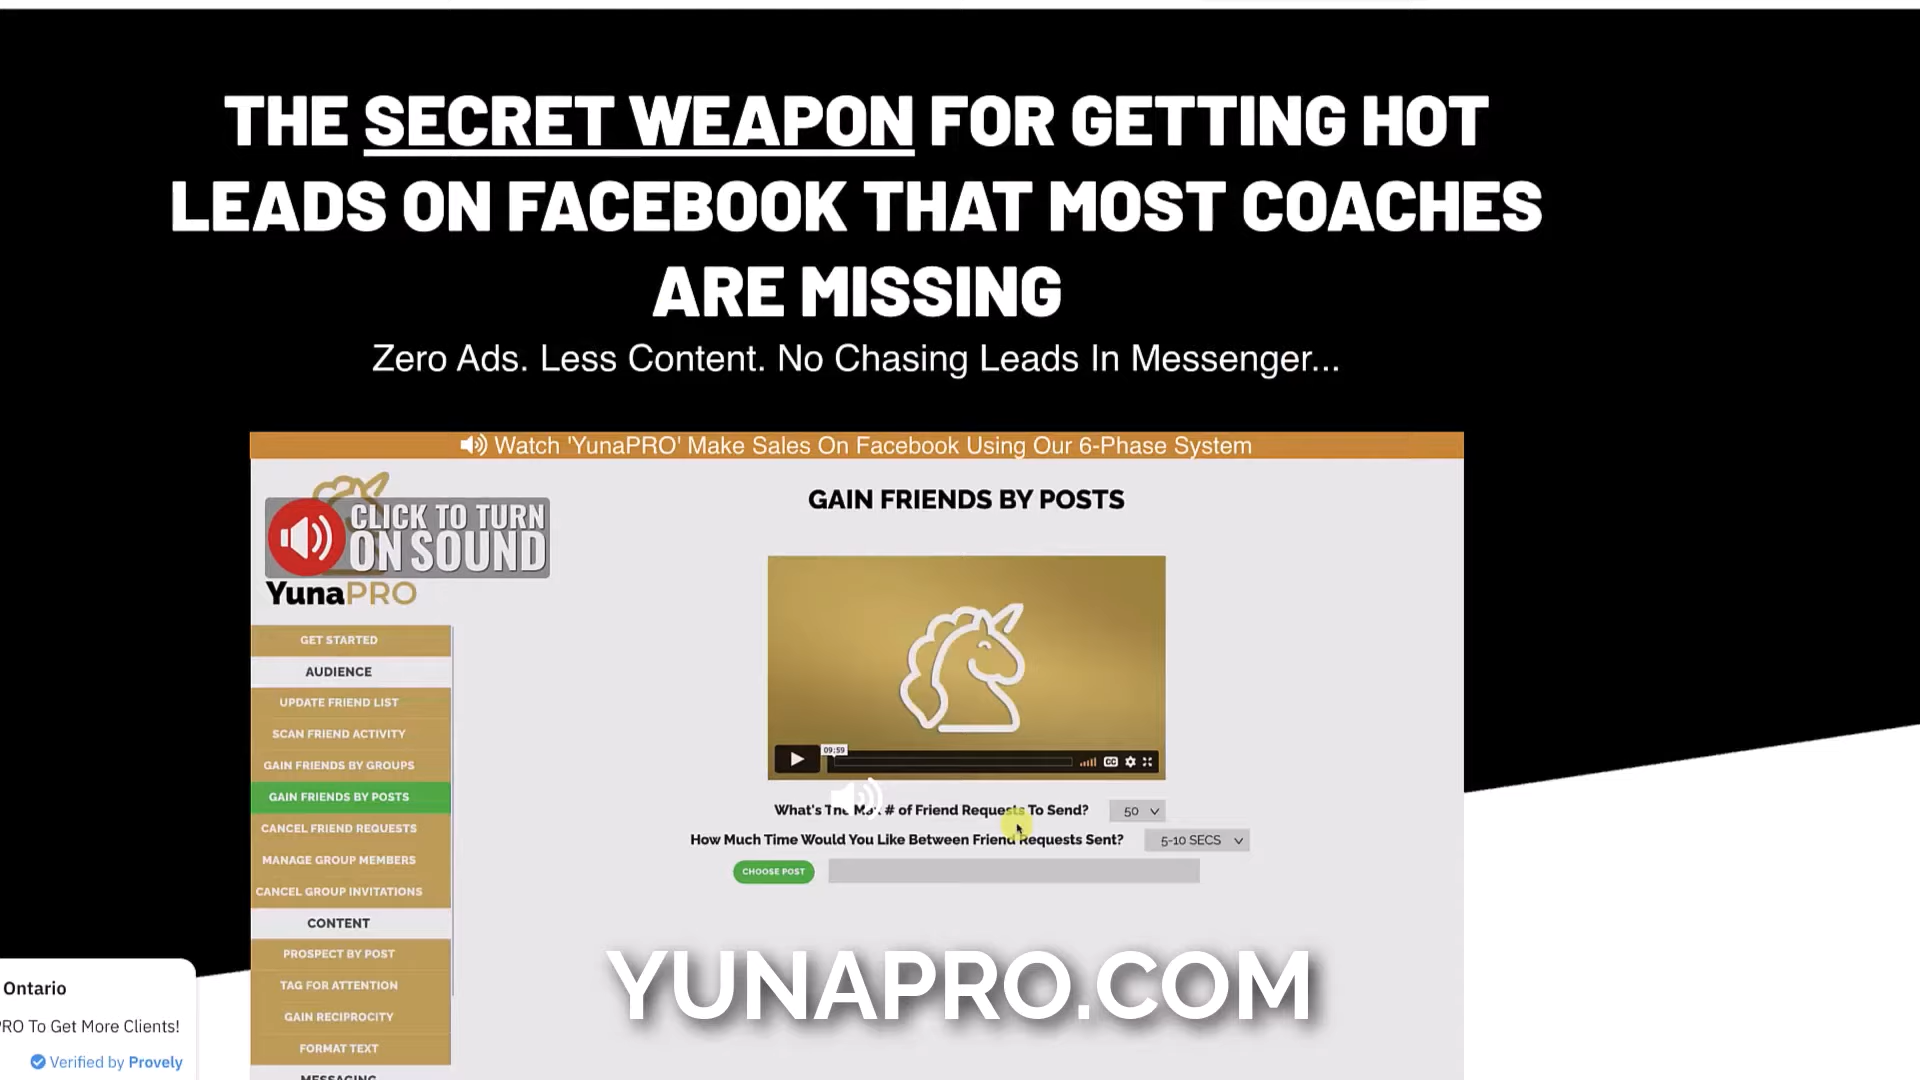 THE SECRET WEAPON FOR GETTING HOT
LEADS ON FACEBOOK THAT MOST COACHES
ARE MISSING
Zero Ads. Less Content. No Chasing Leads In Messenger...
Watch 'YunaPRO' Make Sales On Facebook Using Our 6-Phase System
CLICK TO TURN
ON SOUND
YunaPRO
GET STARTED
AUDIENCE
UPDATE FRIEND LIST
SCAN FRIEND ACTIVITY
GAIN FRIENDS BY GROUPS
GAIN FRIENDS BY POSTS
CANCEL FRIEND REQUESTS
MANAGE GROUP MEMBERS
CANCEL GROUP INVITATIONS
CONTENT
PROSPECT BY POST
TAG FOR ATTENTION
GAIN RECIPROCITY
FORMAT TEXT
MESSAGING
GAIN FRIENDS BY POSTS
09:59
CC
What's The Max # of Friend Requests To Send? 50
How Much Time Would You Like Between Friend Requests Sent? 5-10 SECS
CHOOSE POST
YUNAPRO.COM
Ontario
RO To Get More Clients!
Verified by Provely